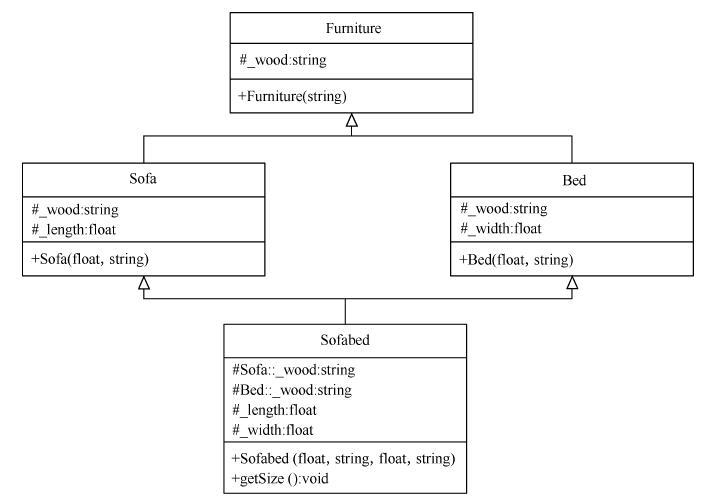 Furniture
#_wood:string
+Furniture(string)
Sofa
#_wood:string
#_length:float
+Sofa(float, string)
Bed
#_wood:string
#_width:float
+Bed(float, string)
Sofabed
#Sofa::_wood:string
#Bed::_wood:string
#_length:float
#_width:float
+Sofabed (float, string, float, string)
+getSize ():void